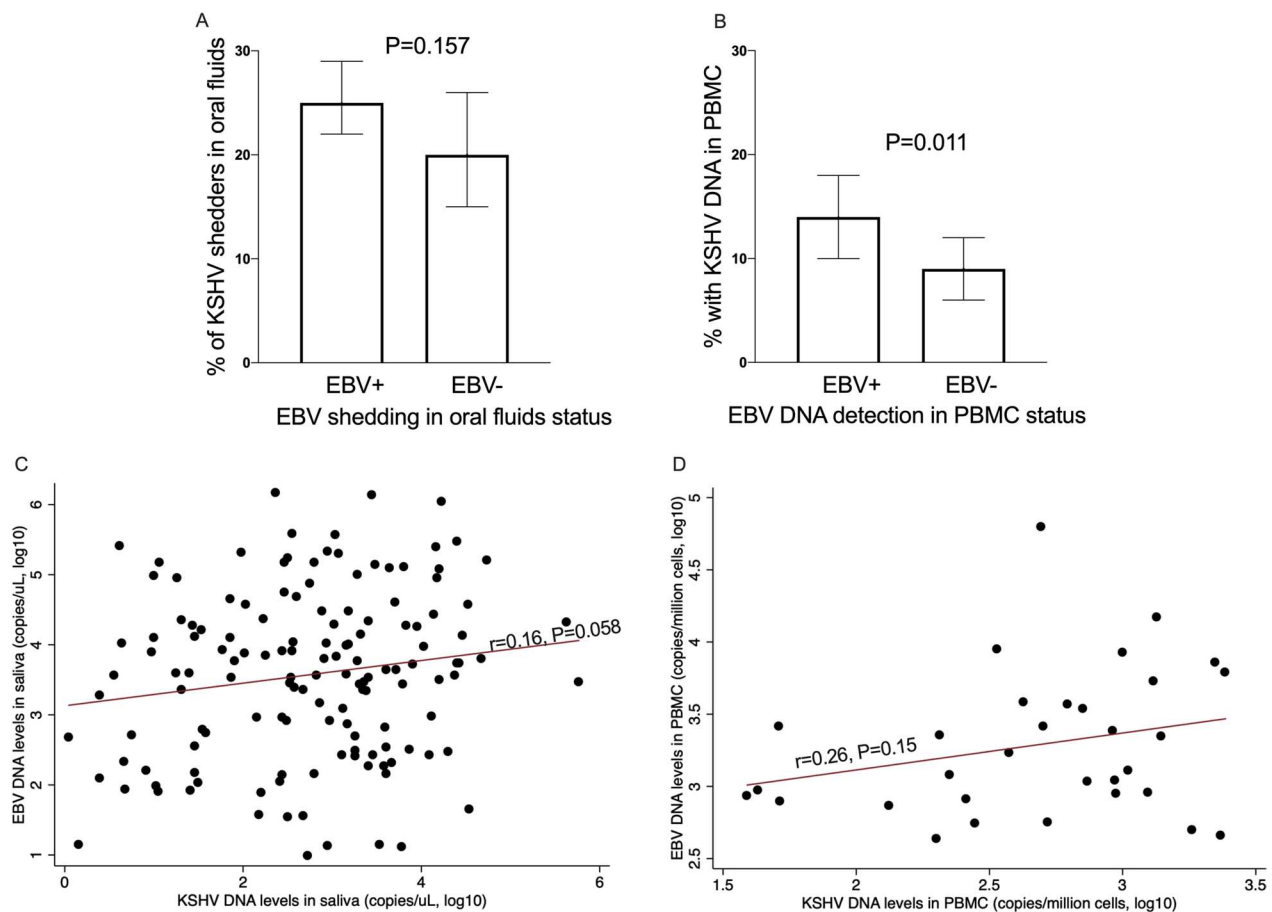 A
P=0.157
% of KSHV shedders in oral fluids
30
20
10
0
EBV+ EBV-
EBV shedding in oral fluids status
B
P=0.011
% with KSHV DNA in PBMC
30
20
10
0
EBV+ EBV-
EBV DNA detection in PBMC status
C
EBV DNA levels in saliva (copies/uL, log10)
6
5
4
3
2
1
r=0.16, P=0.058
0 2 4 6
KSHV DNA levels in saliva (copies/uL, log10)
D
EBV DNA levels in PBMC (copies/million cells, log10)
5
4.5
4
3.5
3
2.5
r=0.26, P=0.15
1.5 2 2.5 3 3.5
KSHV DNA levels in PBMC (copies/million cells, log10)